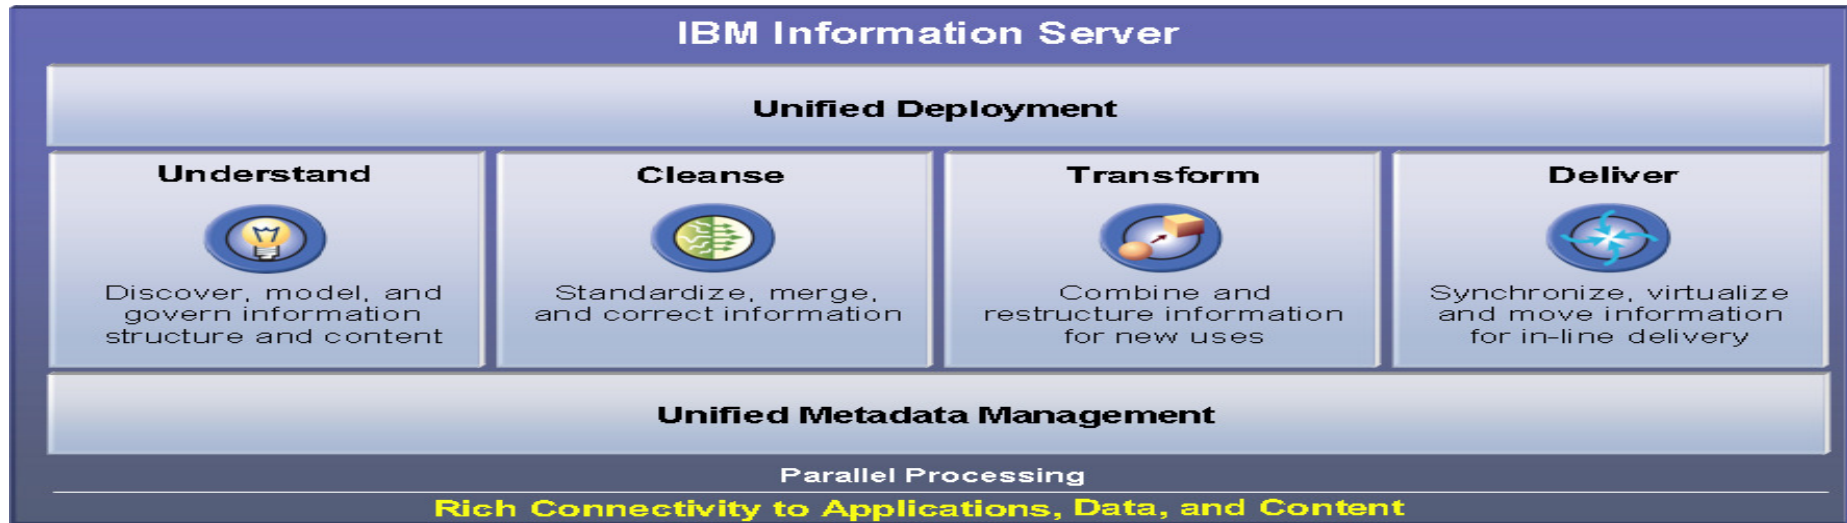 IBM Information Server
Unified Deployment
Understand
Discover, model, and
govern information
structure and content
Cleanse
Standardize, merge,
and correct information
Transform
Combine and
restructure information
for new uses
Deliver
Synchronize, virtualize
and move information
for in-line delivery
Unified Metadata Management
Parallel Processing
Rich Connectivity to Applications, Data, and Content